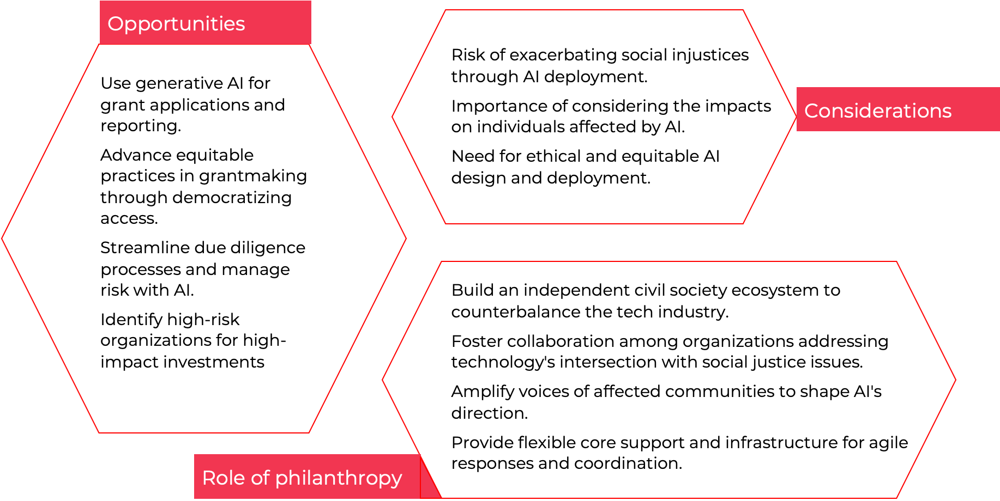 Opportunities
Use generative AI for
grant applications and
reporting.
Advance equitable
practices in grantmaking
through democratizing
access.
Streamline due diligence
processes and manage
risk with AI.
Identify high-risk
organizations for high-
impact investments
Risk of exacerbating social injustices
through AI deployment.
Importance of considering the impacts
on individuals affected by AI.
Need for ethical and equitable AI
design and deployment.
Considerations
Build an independent civil society ecosystem to
counterbalance the tech industry.
Foster collaboration among organizations addressing
technology's intersection with social justice issues.
Amplify voices of affected communities to shape AI's
direction.
Provide flexible core support and infrastructure for agile
responses and coordination.
Role of philanthropy